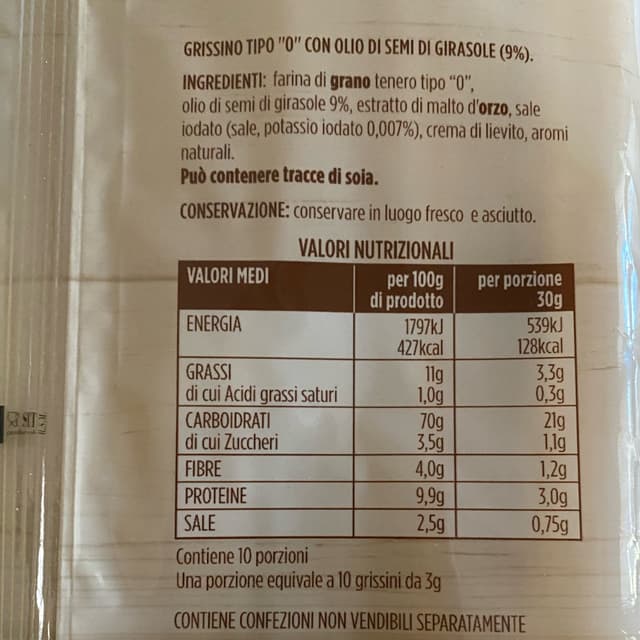 GRISSINO TIPO "0" CON OLIO DI SEMI DI GIRASOLE (9%).
INGREDIENTI: farina di grano tenero tipo “0”,
olio di semi di girasole 9%, estratto di malto d'orzo, sale
iodato (sale, potassio iodato 0,007%), crema di lievito, aromi
naturali.
Può contenere tracce di soia.
CONSERVAZIONE: conservare in luogo fresco e asciutto.
VALORI NUTRIZIONALI
VALORI MEDI per 100g di prodotto per porzione 30g
ENERGIA 1797kJ 539kJ
427kcal 128kcal
GRASSI 11g 3,3g
di cui Acidi grassi saturi 1,0g 0,3g
CARBOIDRATI 70g 21g
di cui Zuccheri 3,5g 1,1g
FIBRE 4,0g 1,2g
PROTEINE 9,9g 3,0g
SALE 2,5g 0,75g
Contiene 10 porzioni
Una porzione equivale a 10 grissini da 3g
CONTIENE CONFEZIONI NON VENDIBILI SEPARATAMENTE